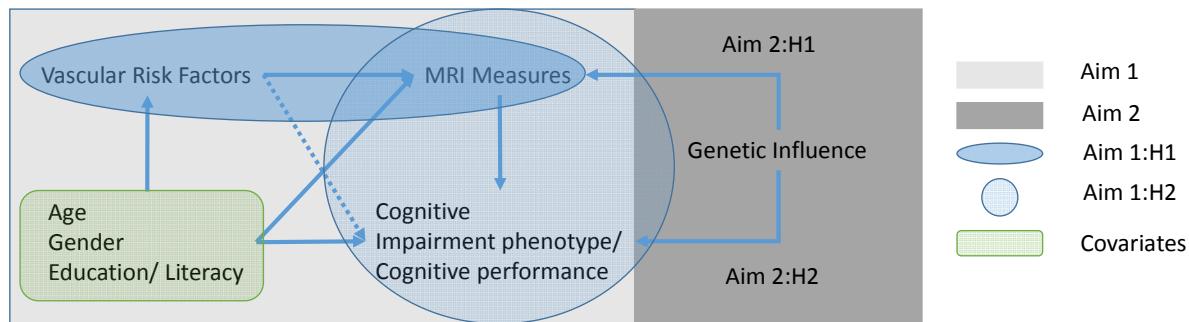 Vascular Risk Factors
MRI Measures
Age
Gender
Education/ Literacy
Cognitive
Impairment phenotype/
Cognitive performance
Aim 2:H1
Genetic Influence
Aim 2:H2
Aim 1
Aim 2
Aim 1:H1
Aim 1:H2
Covariates